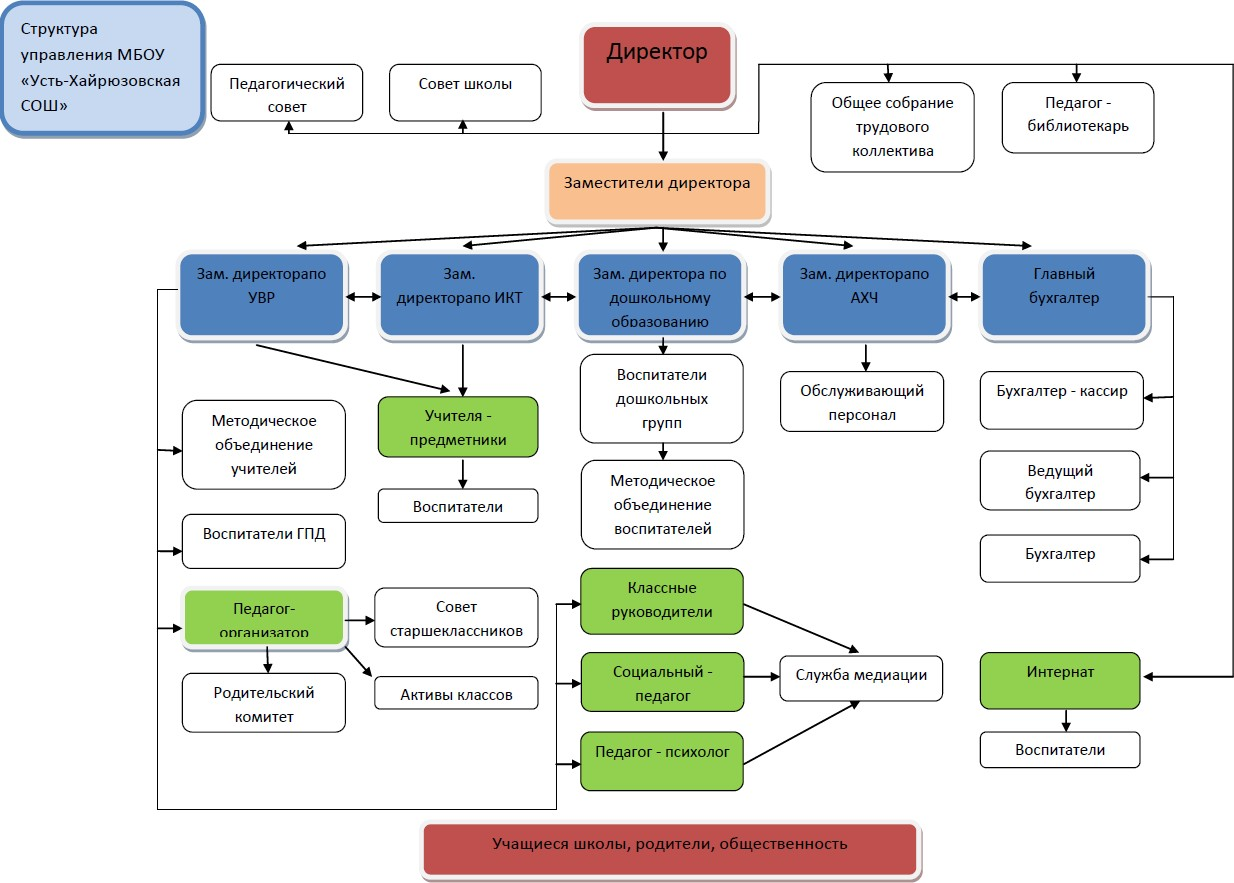 Структура
управления МБОУ
«Усть-Хайрюзовская
СОШ»
Директор
Педагогический
совет
Совет школы
Общее собрание
трудового
коллектива
Педагог -
библиотекарь
Заместители директора
Зам. директорапо
УВР
Зам.
директорапо ИКТ
Зам. директора по
дошкольному
образованию
Зам. директорапо
АХЧ
Главный
бухгалтер
Методическое
объединение
учителей
Учителя -
предметники
Воспитатели
дошкольных
групп
Обслуживающий
персонал
Бухгалтер - кассир
Ведущий
бухгалтер
Воспитатели
Методическое
объединение
воспитателей
Воспитатели ГПД
Бухгалтер
Педагог-
организатор
Совет
старшеклассников
Классные
руководители
Родительский
комитет
Активы классов
Социальный -
педагог
Служба медиации
Интернат
Педагог - психолог
Воспитатели
Учащиеся школы, родители, общественность